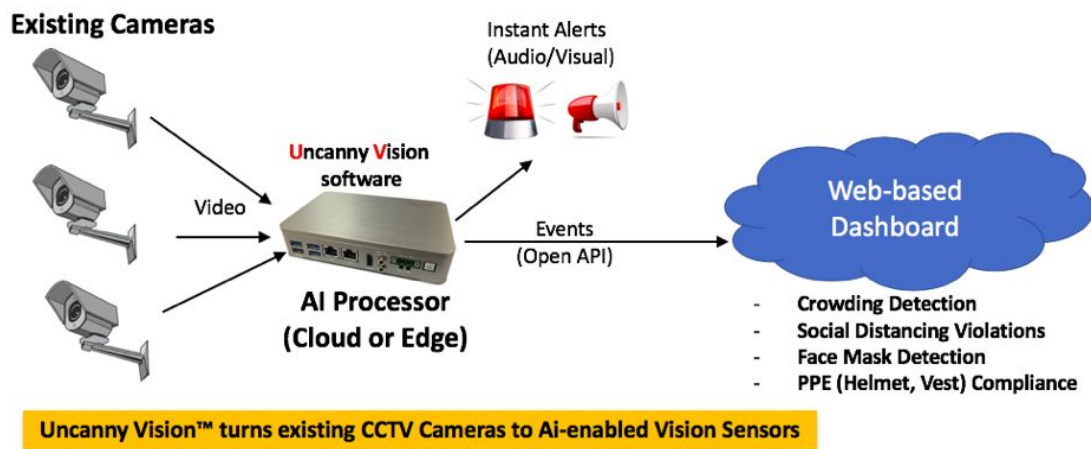 Existing Cameras
Instant Alerts
(Audio/Visual)
Uncanny Vision
software
Video
Events
(Open API)
AI Processor
(Cloud or Edge)
Web-based
Dashboard
- Crowding Detection
- Social Distancing Violations
- Face Mask Detection
- PPE (Helmet, Vest) Compliance
Uncanny Vision™ turns existing CCTV Cameras to Ai-enabled Vision Sensors